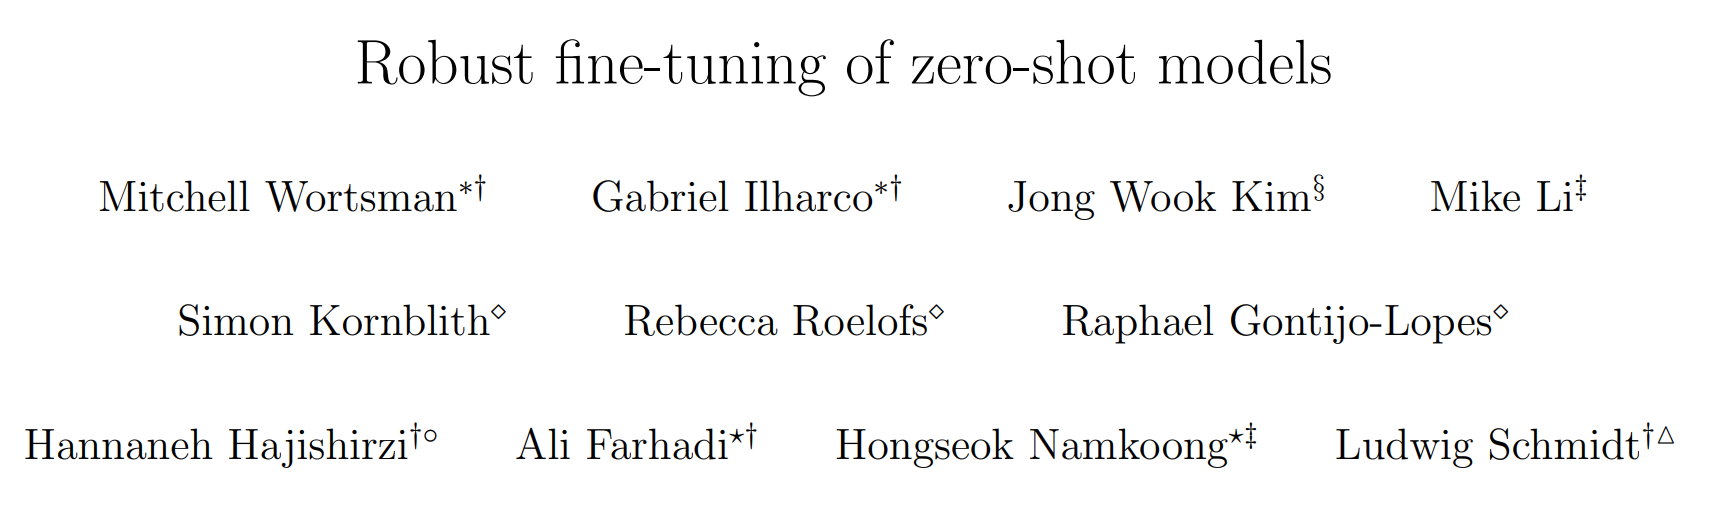 Robust fine-tuning of zero-shot models
Mitchell Wortsman*† Gabriel Ilharco*† Jong Wook Kim§ Mike Li‡
Simon Kornblith⋄ Rebecca Roelofs⋄ Raphael Gontijo-Lopes⋄
Hannaneh Hajishirzi†○ Ali Farhadi⋆† Hongseok Namkoong⋆‡ Ludwig Schmidt†△